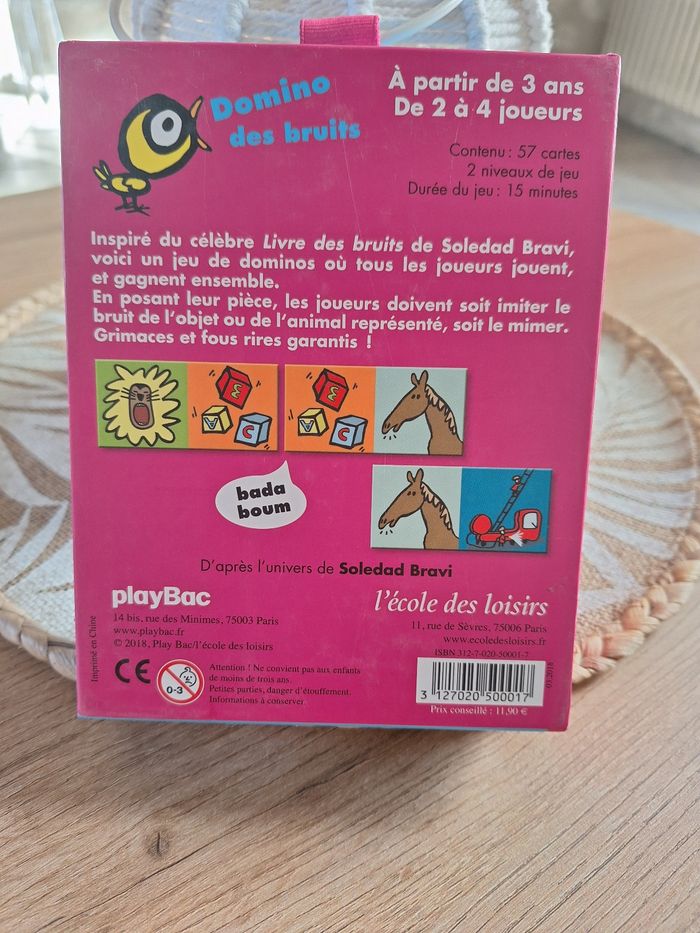 Domino
des bruits
À partir de 3 ans
De 2 à 4 joueurs
Contenu : 57 cartes
2 niveaux de jeu
Durée du jeu : 15 minutes
Inspiré du célèbre Livre des bruits de Soledad Bravi,
voici un jeu de dominos où tous les joueurs jouent,
et gagnent ensemble.
En posant leur pièce, les joueurs doivent soit imiter le
bruit de l'objet ou de l'animal représenté, soit le mimer.
Grimaces et fous rires garantis !
bada
boum
D'après l'univers de Soledad Bravi
playBac
14 bis, rue des Minimes, 75003 Paris
www.playbac.fr
© 2018, Play Bac/l'école des loisirs
l'école des loisirs
11, rue de Sèvres, 75006 Paris
www.ecoledesloisirs.fr
ISBN 312-7-020-50001-7
Imprimé en Chine
CE
0-3
Attention ! Ne convient pas aux enfants
de moins de trois ans.
Petites parties, danger d'étouffement.
Informations à conserver.
3 127020 500017
Prix conseillé : 11,90 €
03.2018